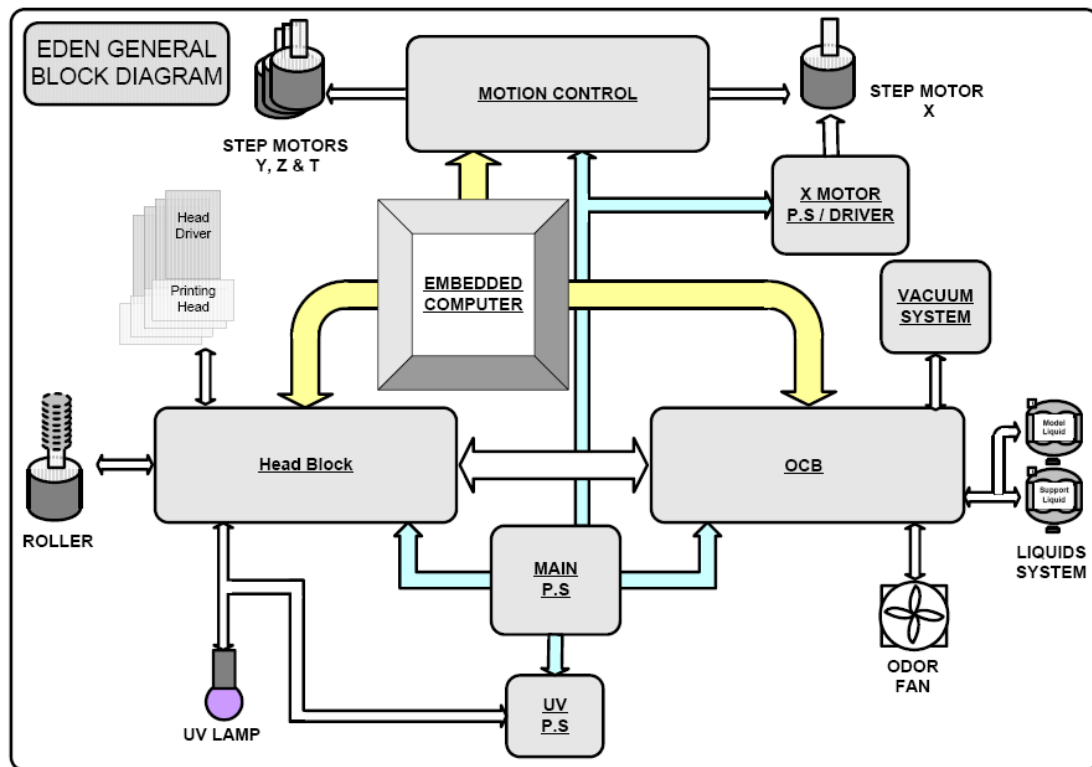 EDEN GENERAL
BLOCK DIAGRAM
MOTION CONTROL
STEP MOTORS
Y, Z & T
STEP MOTOR
X
X MOTOR
P.S / DRIVER
Head
Driver
Printing
Head
EMBEDDED
COMPUTER
VACUUM
SYSTEM
ROLLER
Head Block
OCB
Model
Liquid
Support
Liquid
LIQUIDS
SYSTEM
MAIN
P.S
ODOR
FAN
UV LAMP
UV
P.S